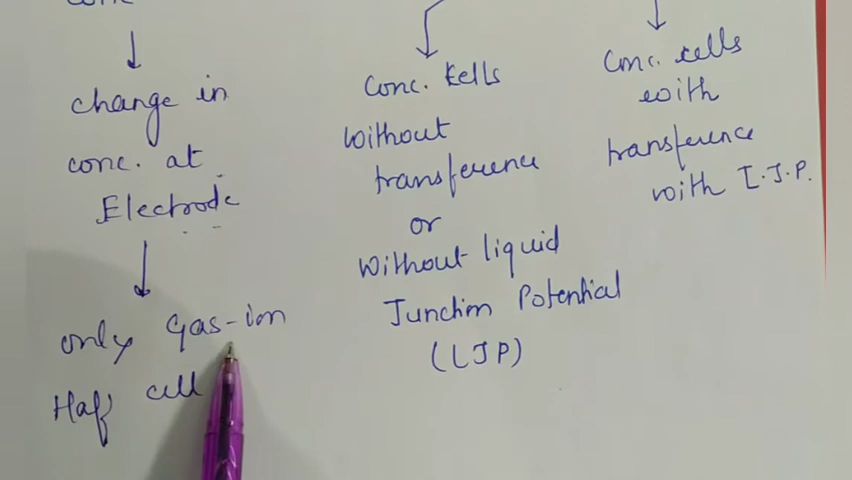 conc
change in
conc. at
Electrode
only Gas-ion
Half cell
Conc. Cells
without
transference
or
without liquid
Junction Potential
(LJP)
Conc. cells
with
transference
with L.J.P.